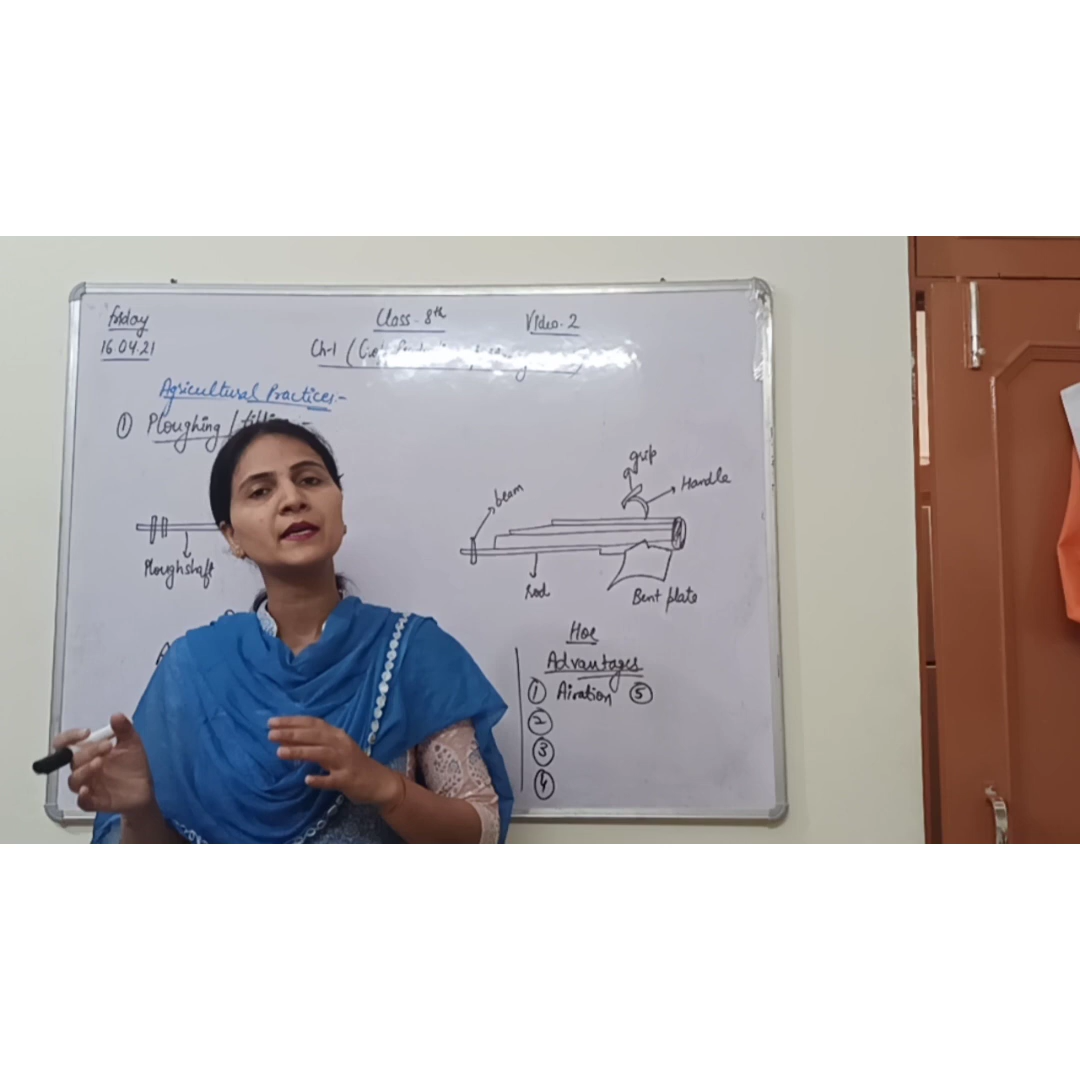 Friday
16.04.21
Class - 8th
Video - 2
Ch-1 (
Agricultural Practices:-
① Ploughing /
Ploughshaft
beam
grip
Handle
Rod
Bent plate
Hoe
Advantages
① Airation ⑤
②
③
④